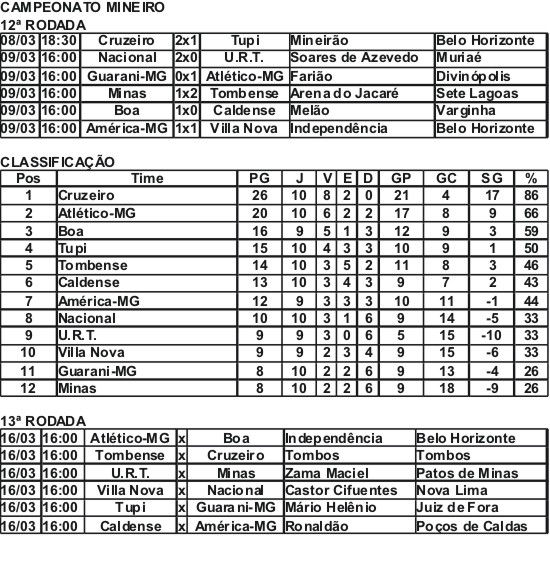 CAMPEONATO MINEIRO
12ª RODADA
08/03 18:30 Cruzeiro 2x1 Tupi Mineirão Belo Horizonte
09/03 16:00 Nacional 2x0 U.R.T. Soares de Azevedo Muriaé
09/03 16:00 Guarani-MG 0x1 Atlético-MG Farião Divinópolis
09/03 16:00 Minas 1x2 Tombense Arena do Jacaré Sete Lagoas
09/03 16:00 Boa 1x0 Caldense Melão Varginha
09/03 16:00 América-MG 1x1 Villa Nova Independência Belo Horizonte
CLASSIFICAÇÃO
Pos Time PG J V E D GP GC SG %
1 Cruzeiro 26 10 8 2 0 21 4 17 86
2 Atlético-MG 20 10 6 2 2 17 8 9 66
3 Boa 16 9 5 1 3 12 9 3 59
4 Tupi 15 10 4 3 3 10 9 1 50
5 Tombense 14 10 3 5 2 11 8 3 46
6 Caldense 13 10 3 4 3 9 7 2 43
7 América-MG 12 9 3 3 3 10 11 -1 44
8 Nacional 10 10 3 1 6 9 14 -5 33
9 U.R.T. 9 9 3 0 6 5 15 -10 33
10 Villa Nova 9 9 2 3 4 9 15 -6 33
11 Guarani-MG 8 10 2 2 6 9 13 -4 26
12 Minas 8 10 2 2 6 9 18 -9 26
13ª RODADA
16/03 16:00 Atlético-MG x Boa Independência Belo Horizonte
16/03 16:00 Tombense x Cruzeiro Tombos Tombos
16/03 16:00 U.R.T. x Minas Zama Maciel Patos de Minas
16/03 16:00 Villa Nova x Nacional Castor Cifuentes Nova Lima
16/03 16:00 Tupi x Guarani-MG Mário Helênio Juiz de Fora
16/03 16:00 Caldense x América-MG Ronaldão Poços de Caldas